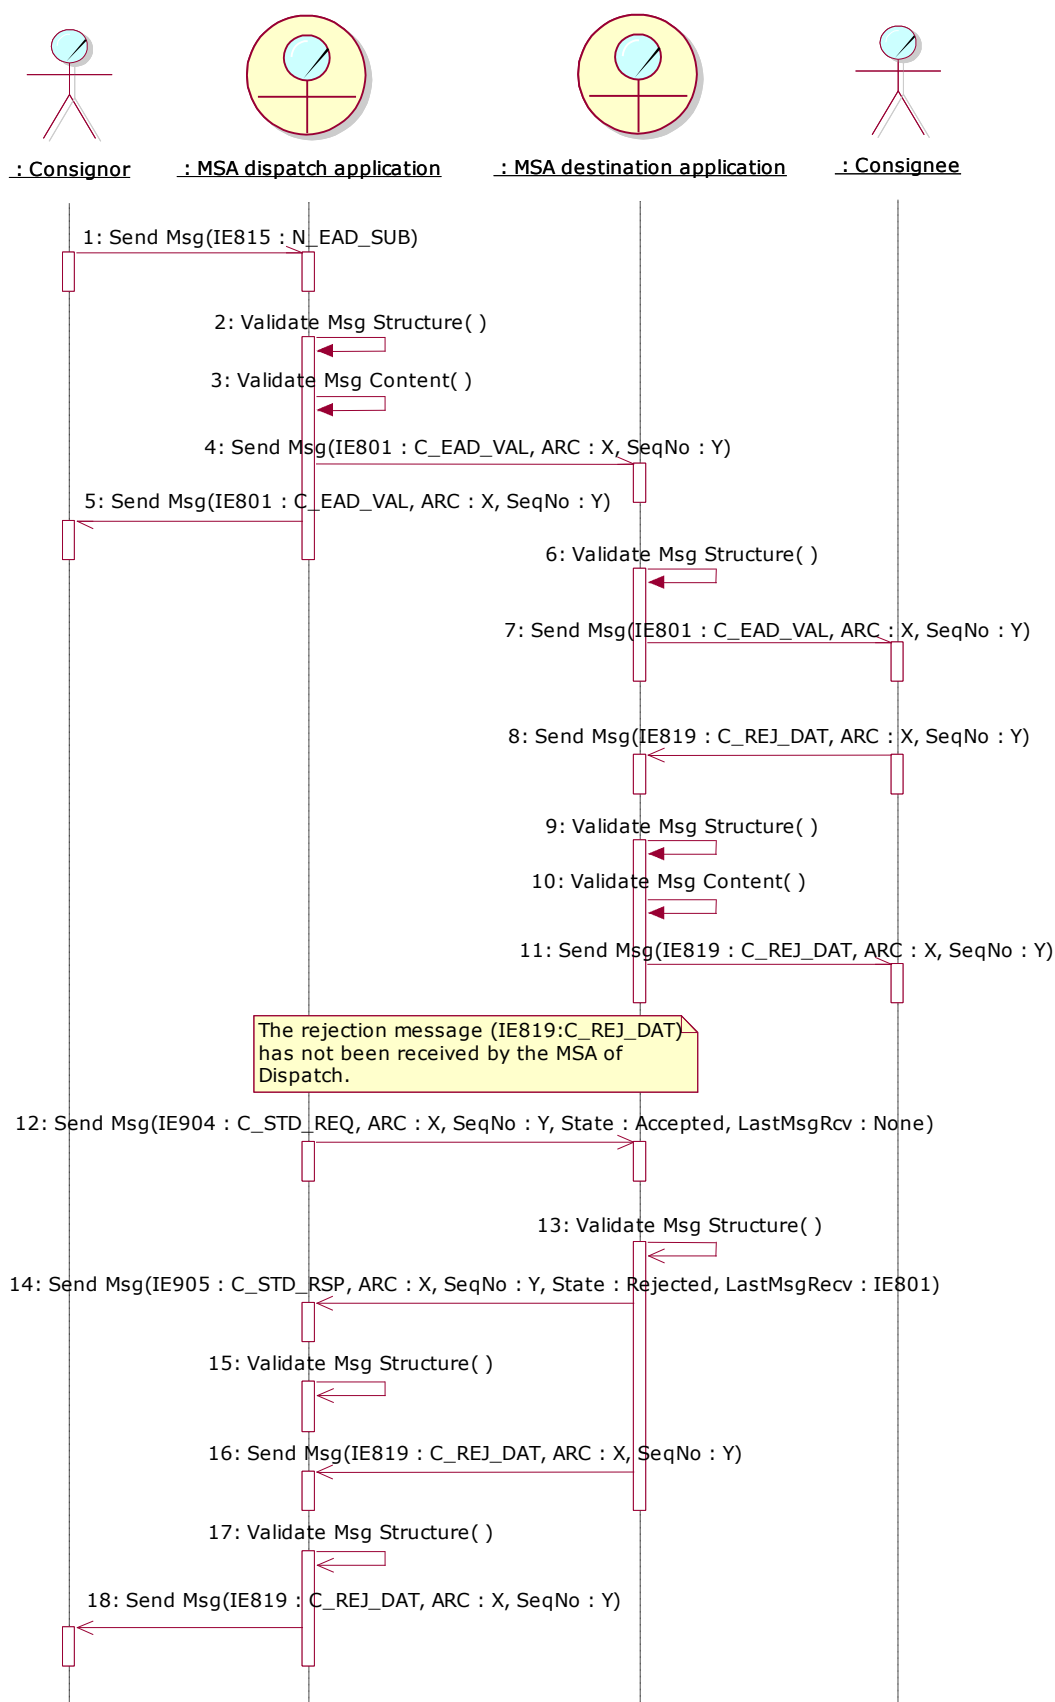 : Consignor
: MSA dispatch application
: MSA destination application
: Consignee
1: Send Msg(IE815 : N_EAD_SUB)
2: Validate Msg Structure( )
3: Validate Msg Content( )
4: Send Msg(IE801 : C_EAD_VAL, ARC : X, SeqNo : Y)
5: Send Msg(IE801 : C_EAD_VAL, ARC : X, SeqNo : Y)
6: Validate Msg Structure( )
7: Send Msg(IE801 : C_EAD_VAL, ARC : X, SeqNo : Y)
8: Send Msg(IE819 : C_REJ_DAT, ARC : X, SeqNo : Y)
9: Validate Msg Structure( )
10: Validate Msg Content( )
11: Send Msg(IE819 : C_REJ_DAT, ARC : X, SeqNo : Y)
The rejection message (IE819:C_REJ_DAT)
has not been received by the MSA of
Dispatch.
12: Send Msg(IE904 : C_STD_REQ, ARC : X, SeqNo : Y, State : Accepted, LastMsgRcv : None)
13: Validate Msg Structure( )
14: Send Msg(IE905 : C_STD_RSP, ARC : X, SeqNo : Y, State : Rejected, LastMsgRecv : IE801)
15: Validate Msg Structure( )
16: Send Msg(IE819 : C_REJ_DAT, ARC : X, SeqNo : Y)
17: Validate Msg Structure( )
18: Send Msg(IE819 : C_REJ_DAT, ARC : X, SeqNo : Y)